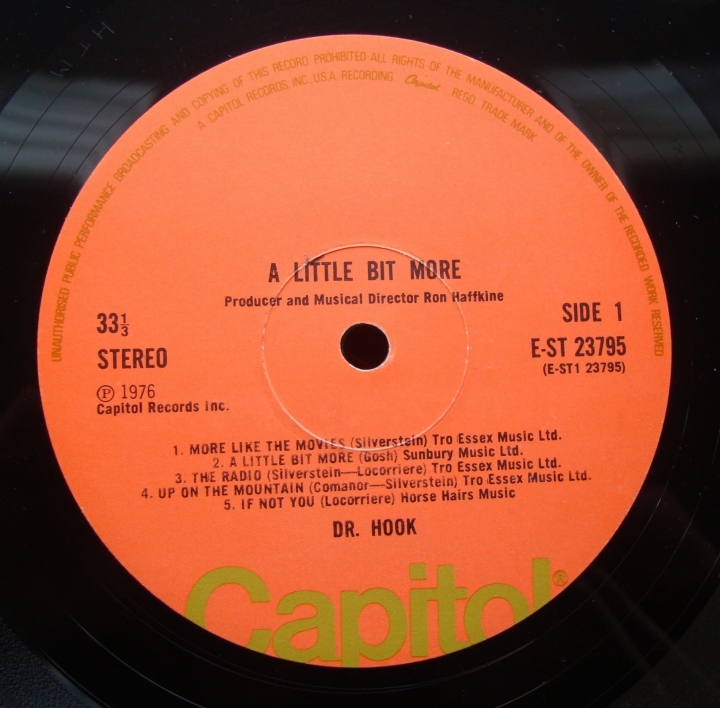 UNAUTHORISED PUBLIC PERFORMANCE BROADCASTING AND COPYING OF THIS RECORD PROHIBITED ALL RIGHTS OF THE MANUFACTURER AND OF THE OWNER OF THE RECORDED WORK RESERVED
A CAPITOL RECORDS, INC., U.S.A. RECORDING Capitol REGD TRADE MARK
A LITTLE BIT MORE
Producer and Musical Director Ron Haffkine
33⅓
SIDE 1
STEREO
E-ST 23795
(E-ST1 23795)
℗ 1976
Capitol Records Inc.
1. MORE LIKE THE MOVIES (Silverstein) Tro Essex Music Ltd.
2. A LITTLE BIT MORE (Gosh) Sunbury Music Ltd.
3. THE RADIO (Silverstein—Locorriere) Tro Essex Music Ltd.
4. UP ON THE MOUNTAIN (Comanor—Silverstein) Tro Essex Music Ltd.
5. IF NOT YOU (Locorriere) Horse Hairs Music
DR. HOOK
Capitol®